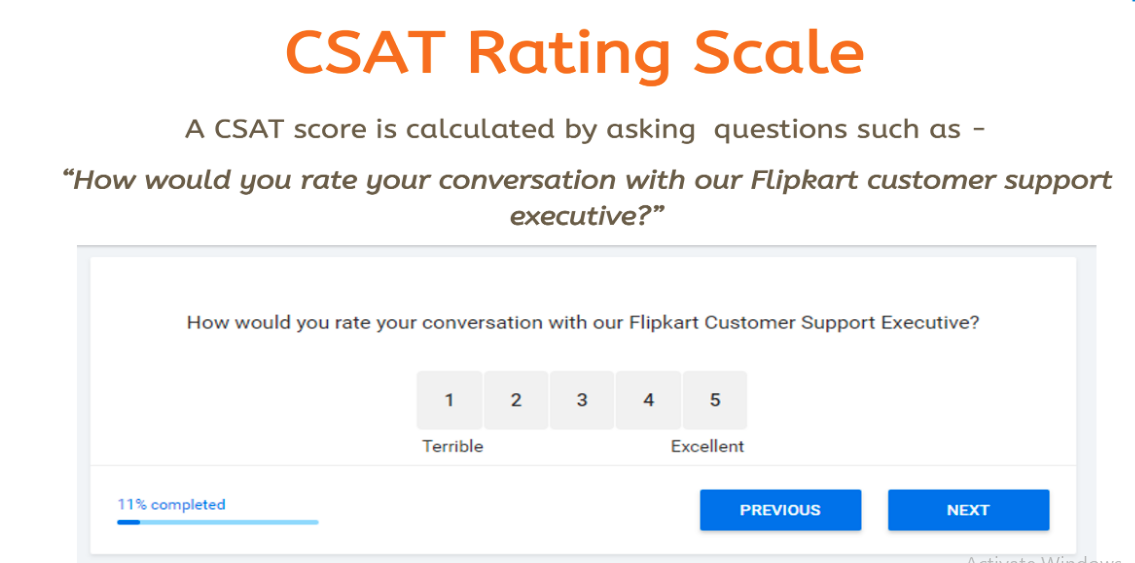 CSAT Rating Scale
A CSAT score is calculated by asking questions such as -
“How would you rate your conversation with our Flipkart customer support
executive?”
How would you rate your conversation with our Flipkart Customer Support Executive?
1 2 3 4 5
Terrible Excellent
11% completed PREVIOUS NEXT
Activate Windows